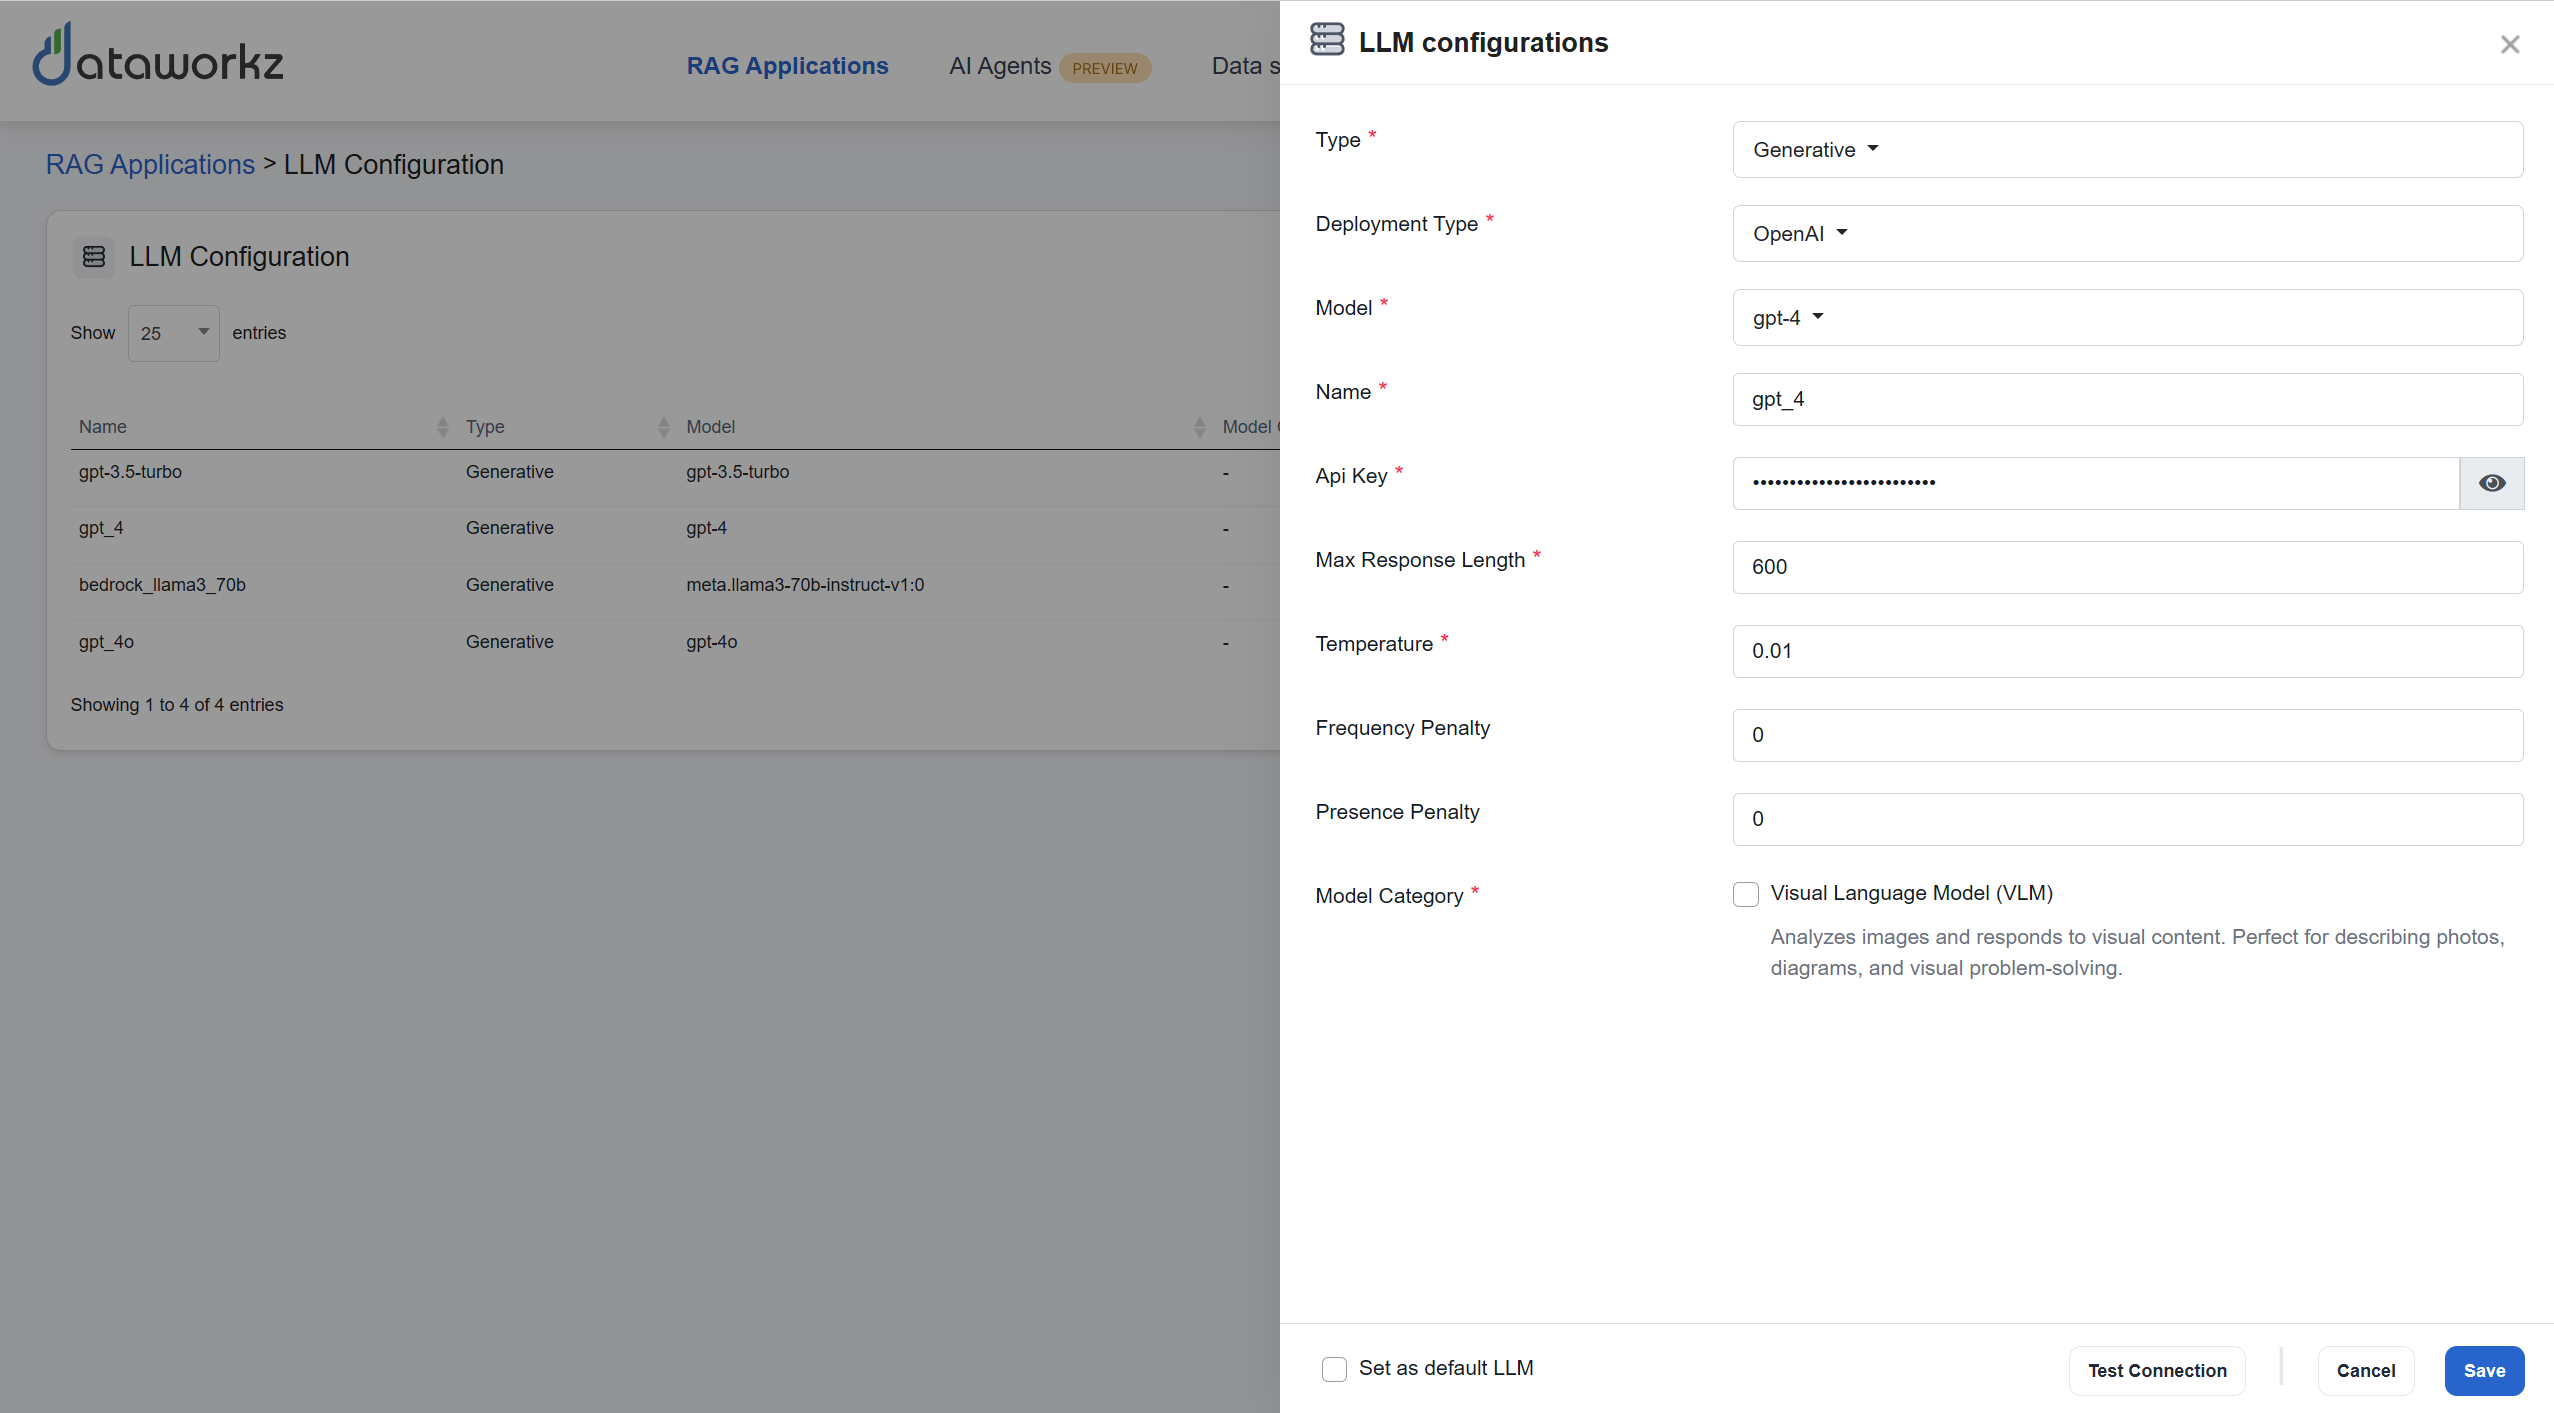 dataworkz
RAG Applications
AI Agents PREVIEW
Data s
RAG Applications > LLM Configuration
LLM Configuration
Show 25 entries
Name Type Model Model
gpt-3.5-turbo Generative gpt-3.5-turbo -
gpt_4 Generative gpt-4 -
bedrock_llama3_70b Generative meta.llama3-70b-instruct-v1:0 -
gpt_4o Generative gpt-4o -
Showing 1 to 4 of 4 entries
LLM configurations
Type * Generative
Deployment Type * OpenAI
Model * gpt-4
Name * gpt_4
Api Key * •••••••••••••••••••••••••
Max Response Length * 600
Temperature * 0.01
Frequency Penalty 0
Presence Penalty 0
Model Category * Visual Language Model (VLM)
Analyzes images and responds to visual content. Perfect for describing photos,
diagrams, and visual problem-solving.
Set as default LLM
Test Connection
Cancel
Save